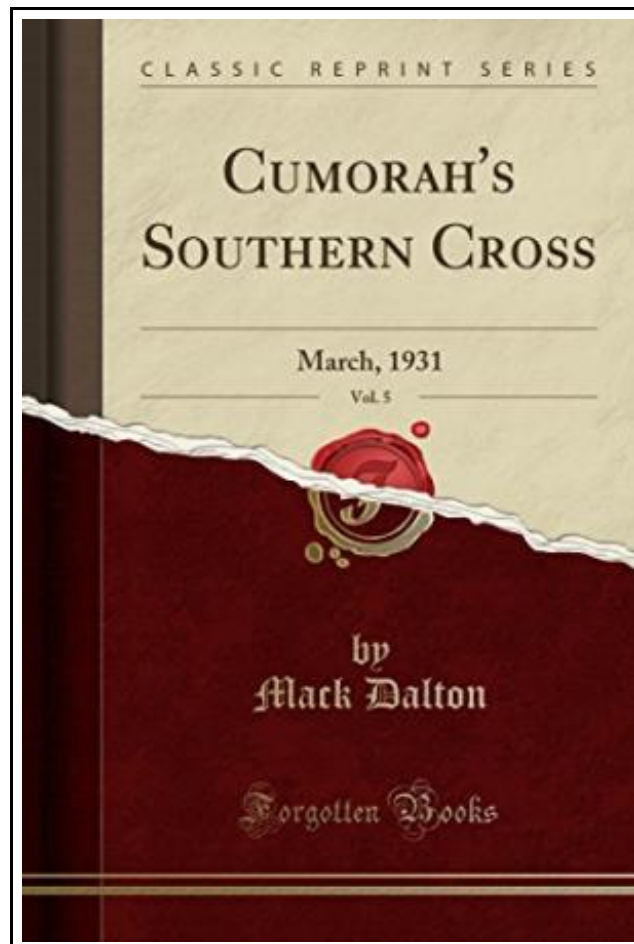 CLASSIC REPRINT SERIES
CUMORAH'S
SOUTHERN CROSS
March, 1931
Vol. 5
by
Mack Dalton
Forgotten Books